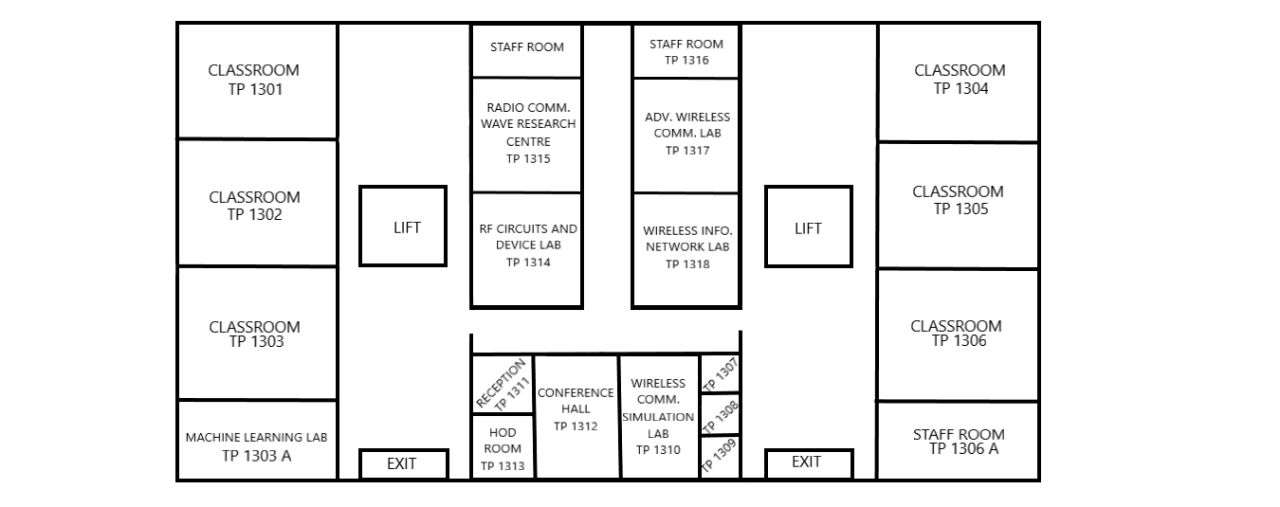 CLASSROOM
TP 1301
CLASSROOM
TP 1302
CLASSROOM
TP 1303
MACHINE LEARNING LAB
TP 1303 A
LIFT
EXIT
STAFF ROOM
RADIO COMM.
WAVE RESEARCH
CENTRE
TP 1315
RF CIRCUITS AND
DEVICE LAB
TP 1314
STAFF ROOM
TP 1316
ADV. WIRELESS
COMM. LAB
TP 1317
WIRELESS INFO.
NETWORK LAB
TP 1318
RECEPTION
TP 1311
HOD
ROOM
TP 1313
CONFERENCE
HALL
TP 1312
WIRELESS
COMM.
SIMULATION
LAB
TP 1310
TP 1307
TP 1308
TP 1309
LIFT
EXIT
CLASSROOM
TP 1304
CLASSROOM
TP 1305
CLASSROOM
TP 1306
STAFF ROOM
TP 1306 A